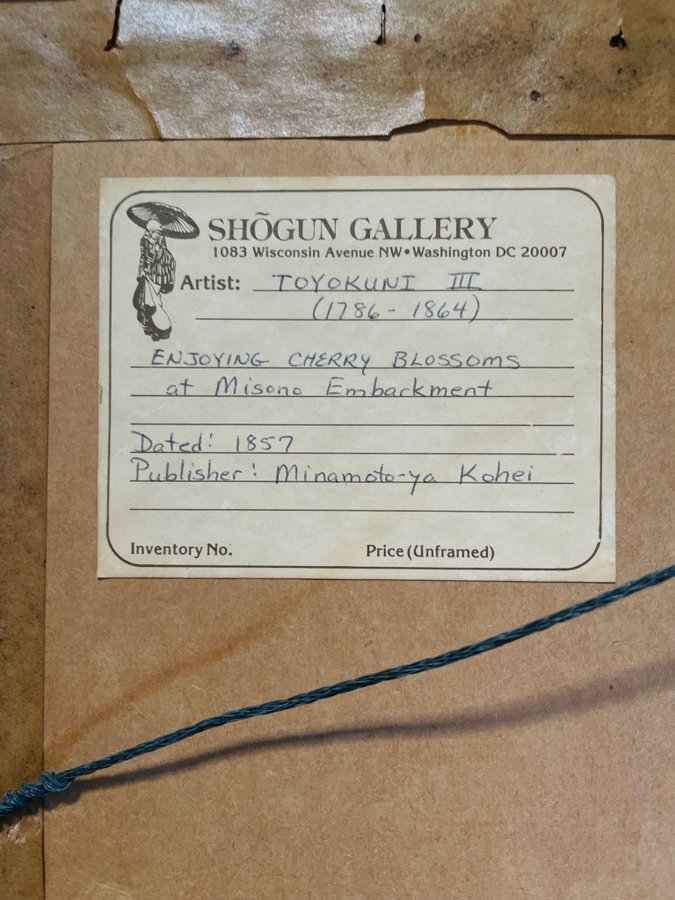 SHŌGUN GALLERY
1083 Wisconsin Avenue NW•Washington DC 20007
Artist: TOYOKUNI III
(1786 - 1864)
ENJOYING CHERRY BLOSSOMS
at Misono Embarkment
Dated: 1857
Publisher: Minamoto-ya Kohei
Inventory No. Price (Unframed)